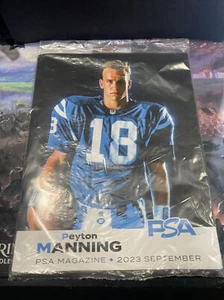 18
PSA
Peyton
MANNING
PSA MAGAZINE • 2023 SEPTEMBER